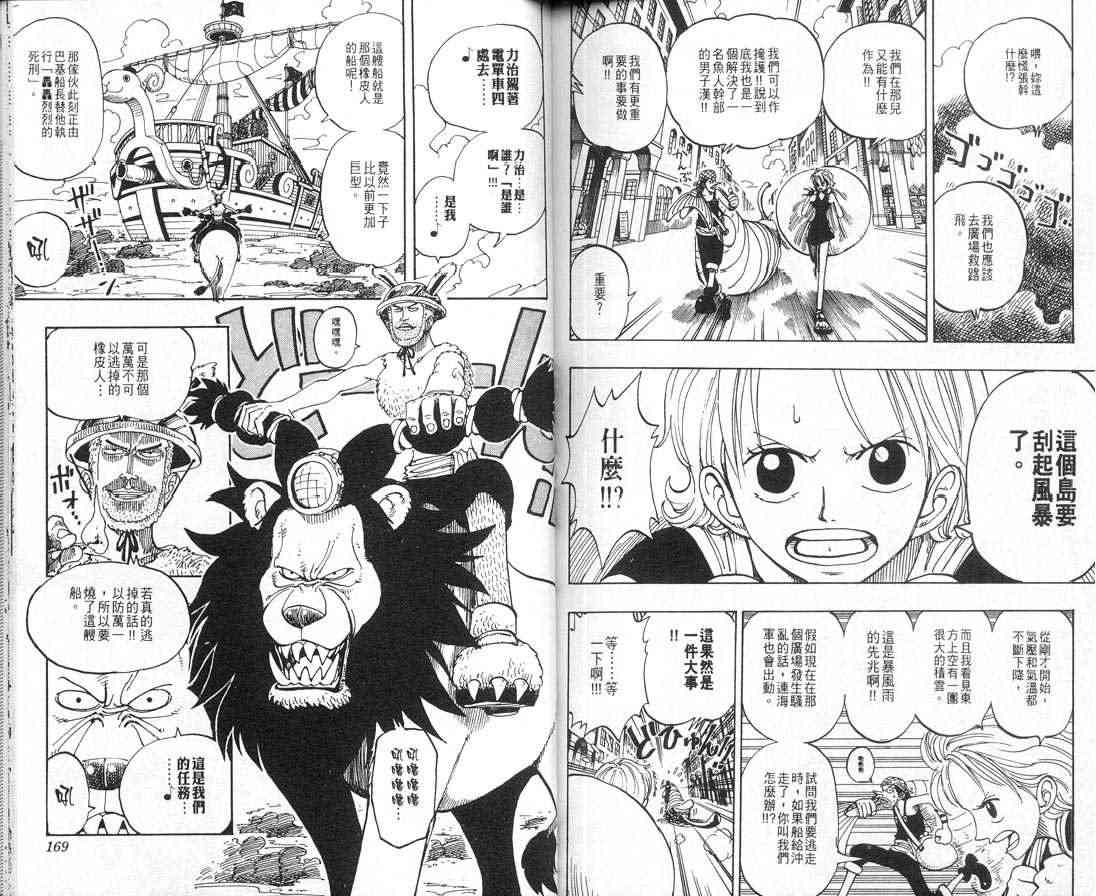 喂，妳這
麼慌張幹
什麼！？
我們也應該
去廣場救路
飛。
ゴゴゴゴゴ
我們在那兒
又能有什麼
作為！
我們可以作
掩護！！說到
底我也是一
個解決了一
名魚人幹部
的男子漢！！
我們有更重
要的事要做
啊！！
重要？
這個島要
刮起風暴
了。
什麼！！？
從剛才開始，
氣壓和氣溫都
不斷下降，
而且我看見東
方上空有一團
很大的積雲。
這是暴風雨
的先兆啊！！
試問我們要逃走
時，如果船給沖
走了，你叫我們
怎麼辦！？
假如現在在那
個廣場發生騷
亂的話，連海
軍也會出動。
這果然是
一件大事
！！
等……等
一下啊！！！
力治駕著
電單車四
處去……
♪
力治…是…
誰？「是誰
啊」！！！
是我
……♪
這艘船就是
那個橡皮人
的船呢！
竟然一下子
比以前更加
巨型。
那傢伙此刻正由
巴基船長替他執
行「轟轟烈烈的
死刑」。
嘿嘿嘿。
可是那個
萬萬不可
以逃掉的
橡皮人…
若真的逃
掉的話！！
以防萬一
，所以要
燒了這艘
船。
這是我們
的任務…
……♪
169